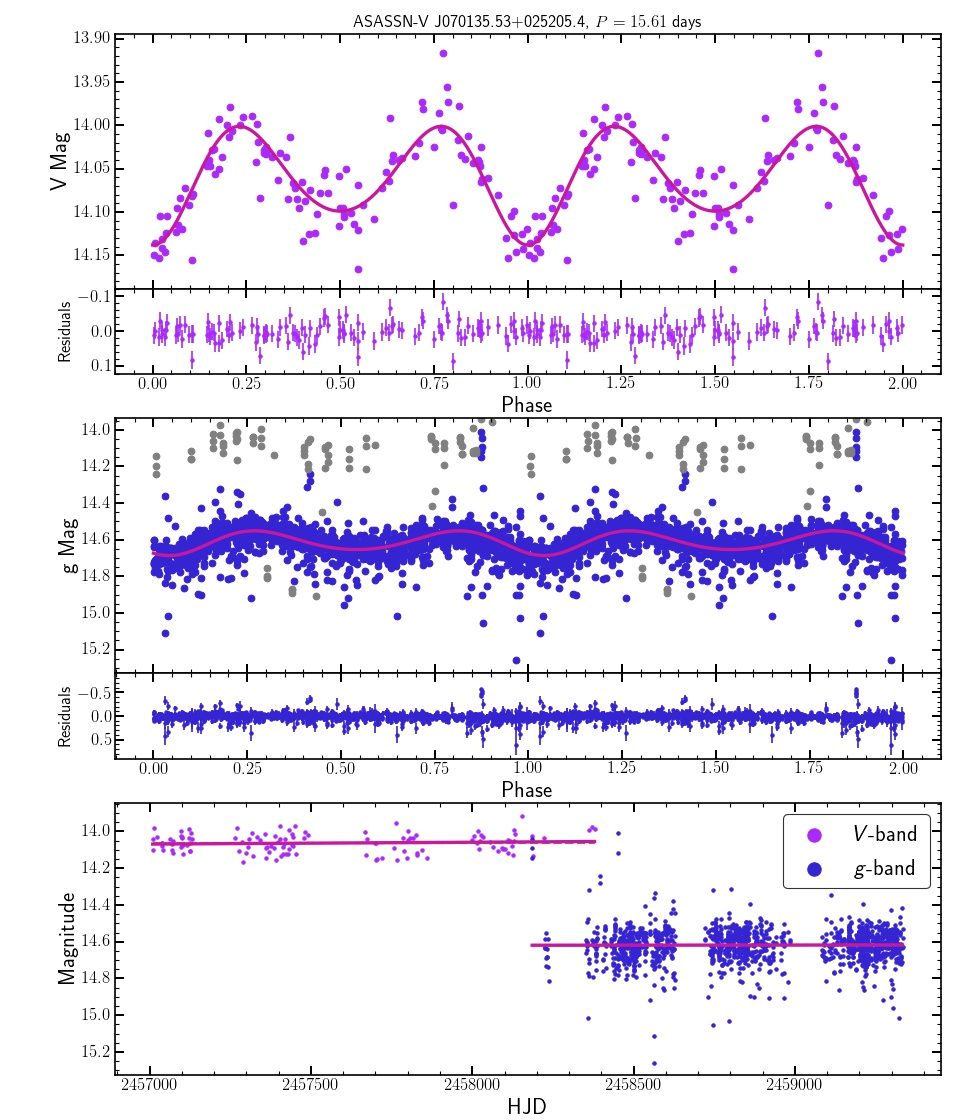 ASASSN-V J070135.53+025205.4, P = 15.61 days
V Mag
13.90
13.95
14.00
14.05
14.10
14.15
Residuals
−0.1
0.0
0.1
0.00 0.25 0.50 0.75 1.00 1.25 1.50 1.75 2.00
Phase
g Mag
14.0
14.2
14.4
14.6
14.8
15.0
15.2
Residuals
−0.5
0.0
0.5
0.00 0.25 0.50 0.75 1.00 1.25 1.50 1.75 2.00
Phase
Magnitude
14.0
14.2
14.4
14.6
14.8
15.0
15.2
V-band
g-band
2457000 2457500 2458000 2458500 2459000
HJD